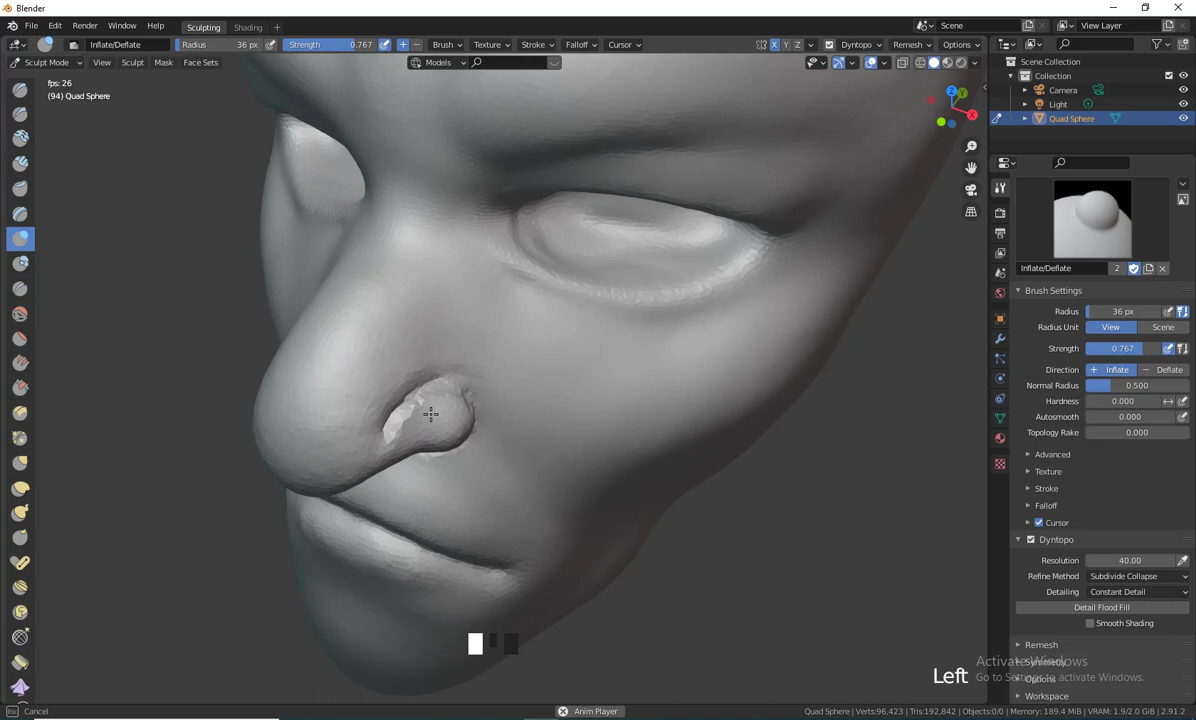 Blender
File Edit Render Window Help Sculpting Shading + Scene View Layer
Inflate/Deflate Radius 36 px Strength 0.767 + − Brush Texture Stroke Falloff Cursor X Y Z Dyntopo Remesh Options
Sculpt Mode View Sculpt Mask Face Sets Models
fps: 26
(94) Quad Sphere
Z Y
X
Scene Collection
Collection
Camera
Light
Quad Sphere
Inflate/Deflate 2
Brush Settings
Radius 36 px
Radius Unit View Scene
Strength 0.767
Direction + Inflate − Deflate
Normal Radius 0.500
Hardness 0.000
Autosmooth 0.000
Topology Rake 0.000
Advanced
Texture
Stroke
Falloff
Cursor
Dyntopo
Resolution 40.00
Refine Method Subdivide Collapse
Detailing Constant Detail
Detail Flood Fill
Smooth Shading
Remesh
Symmetry
Options
Workspace
Left
Activate Windows
Go to Settings to activate Windows.
Esc Cancel Anim Player Quad Sphere | Verts:96,423 | Tris:192,842 | Objects:0/0 | Memory: 189.4 MiB | VRAM: 1.9/2.0 GiB | 2.91.2